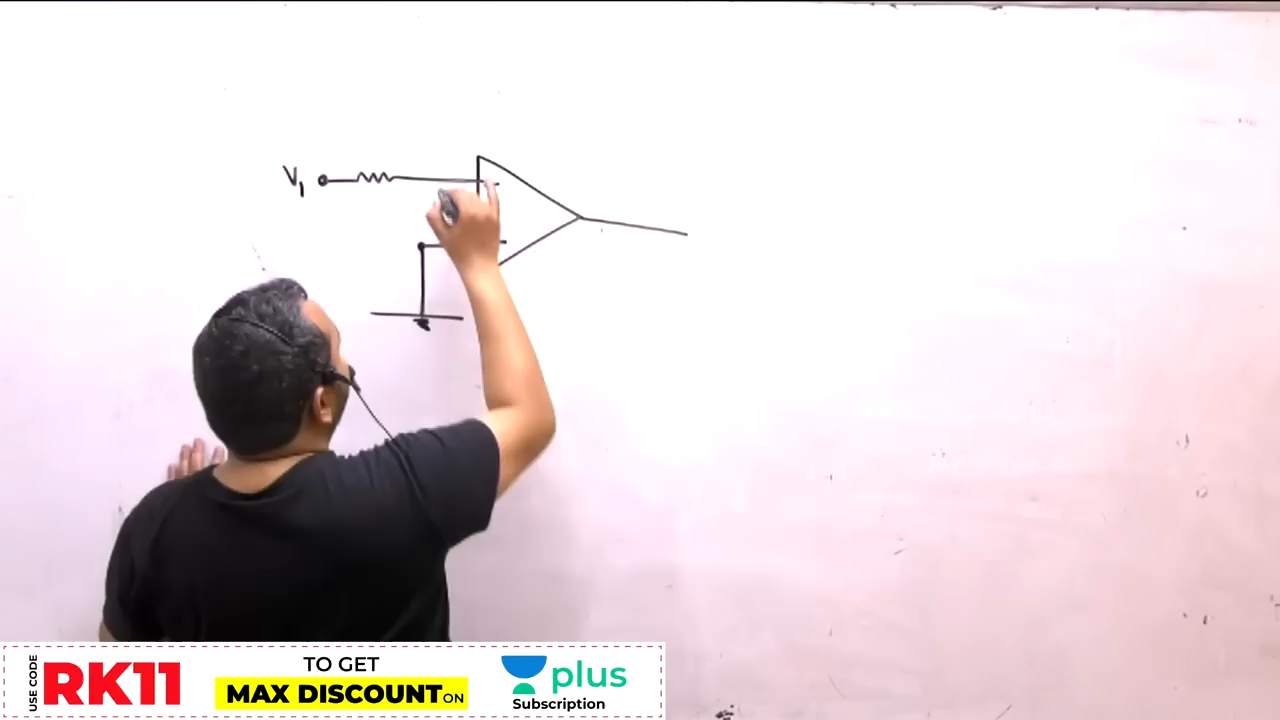 V₁
USE CODE
RK11
TO GET
MAX DISCOUNT ON
plus
Subscription